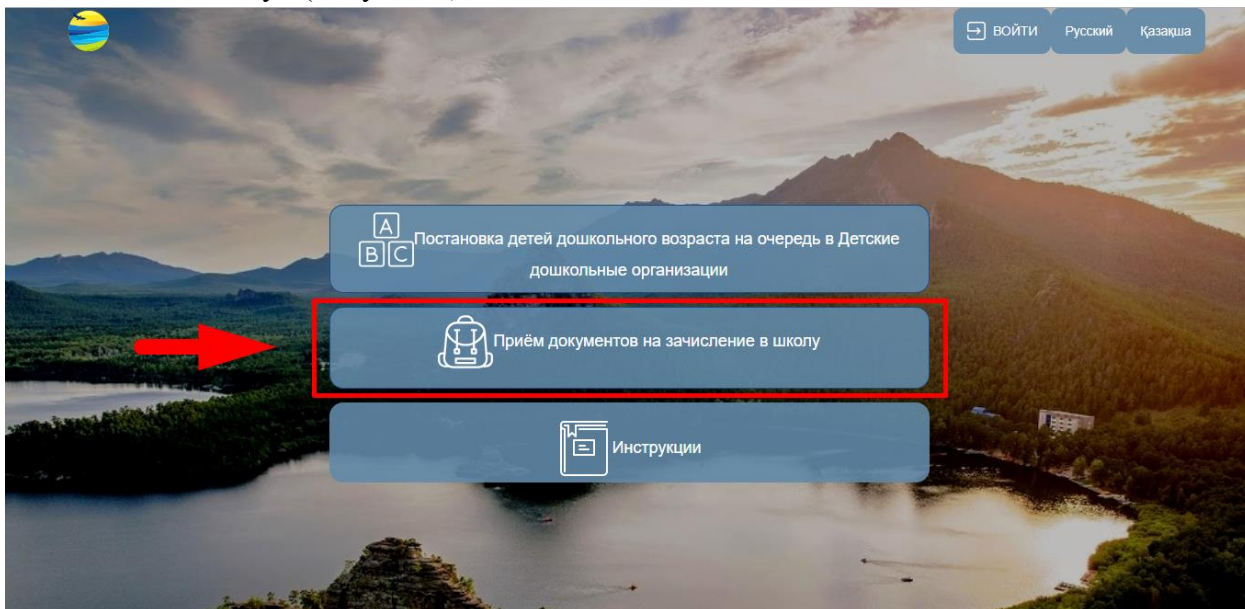 ВОЙТИ Русский Қазақша
A
B C
Постановка детей дошкольного возраста на очередь в Детские
дошкольные организации
Приём документов на зачисление в школу
Инструкции